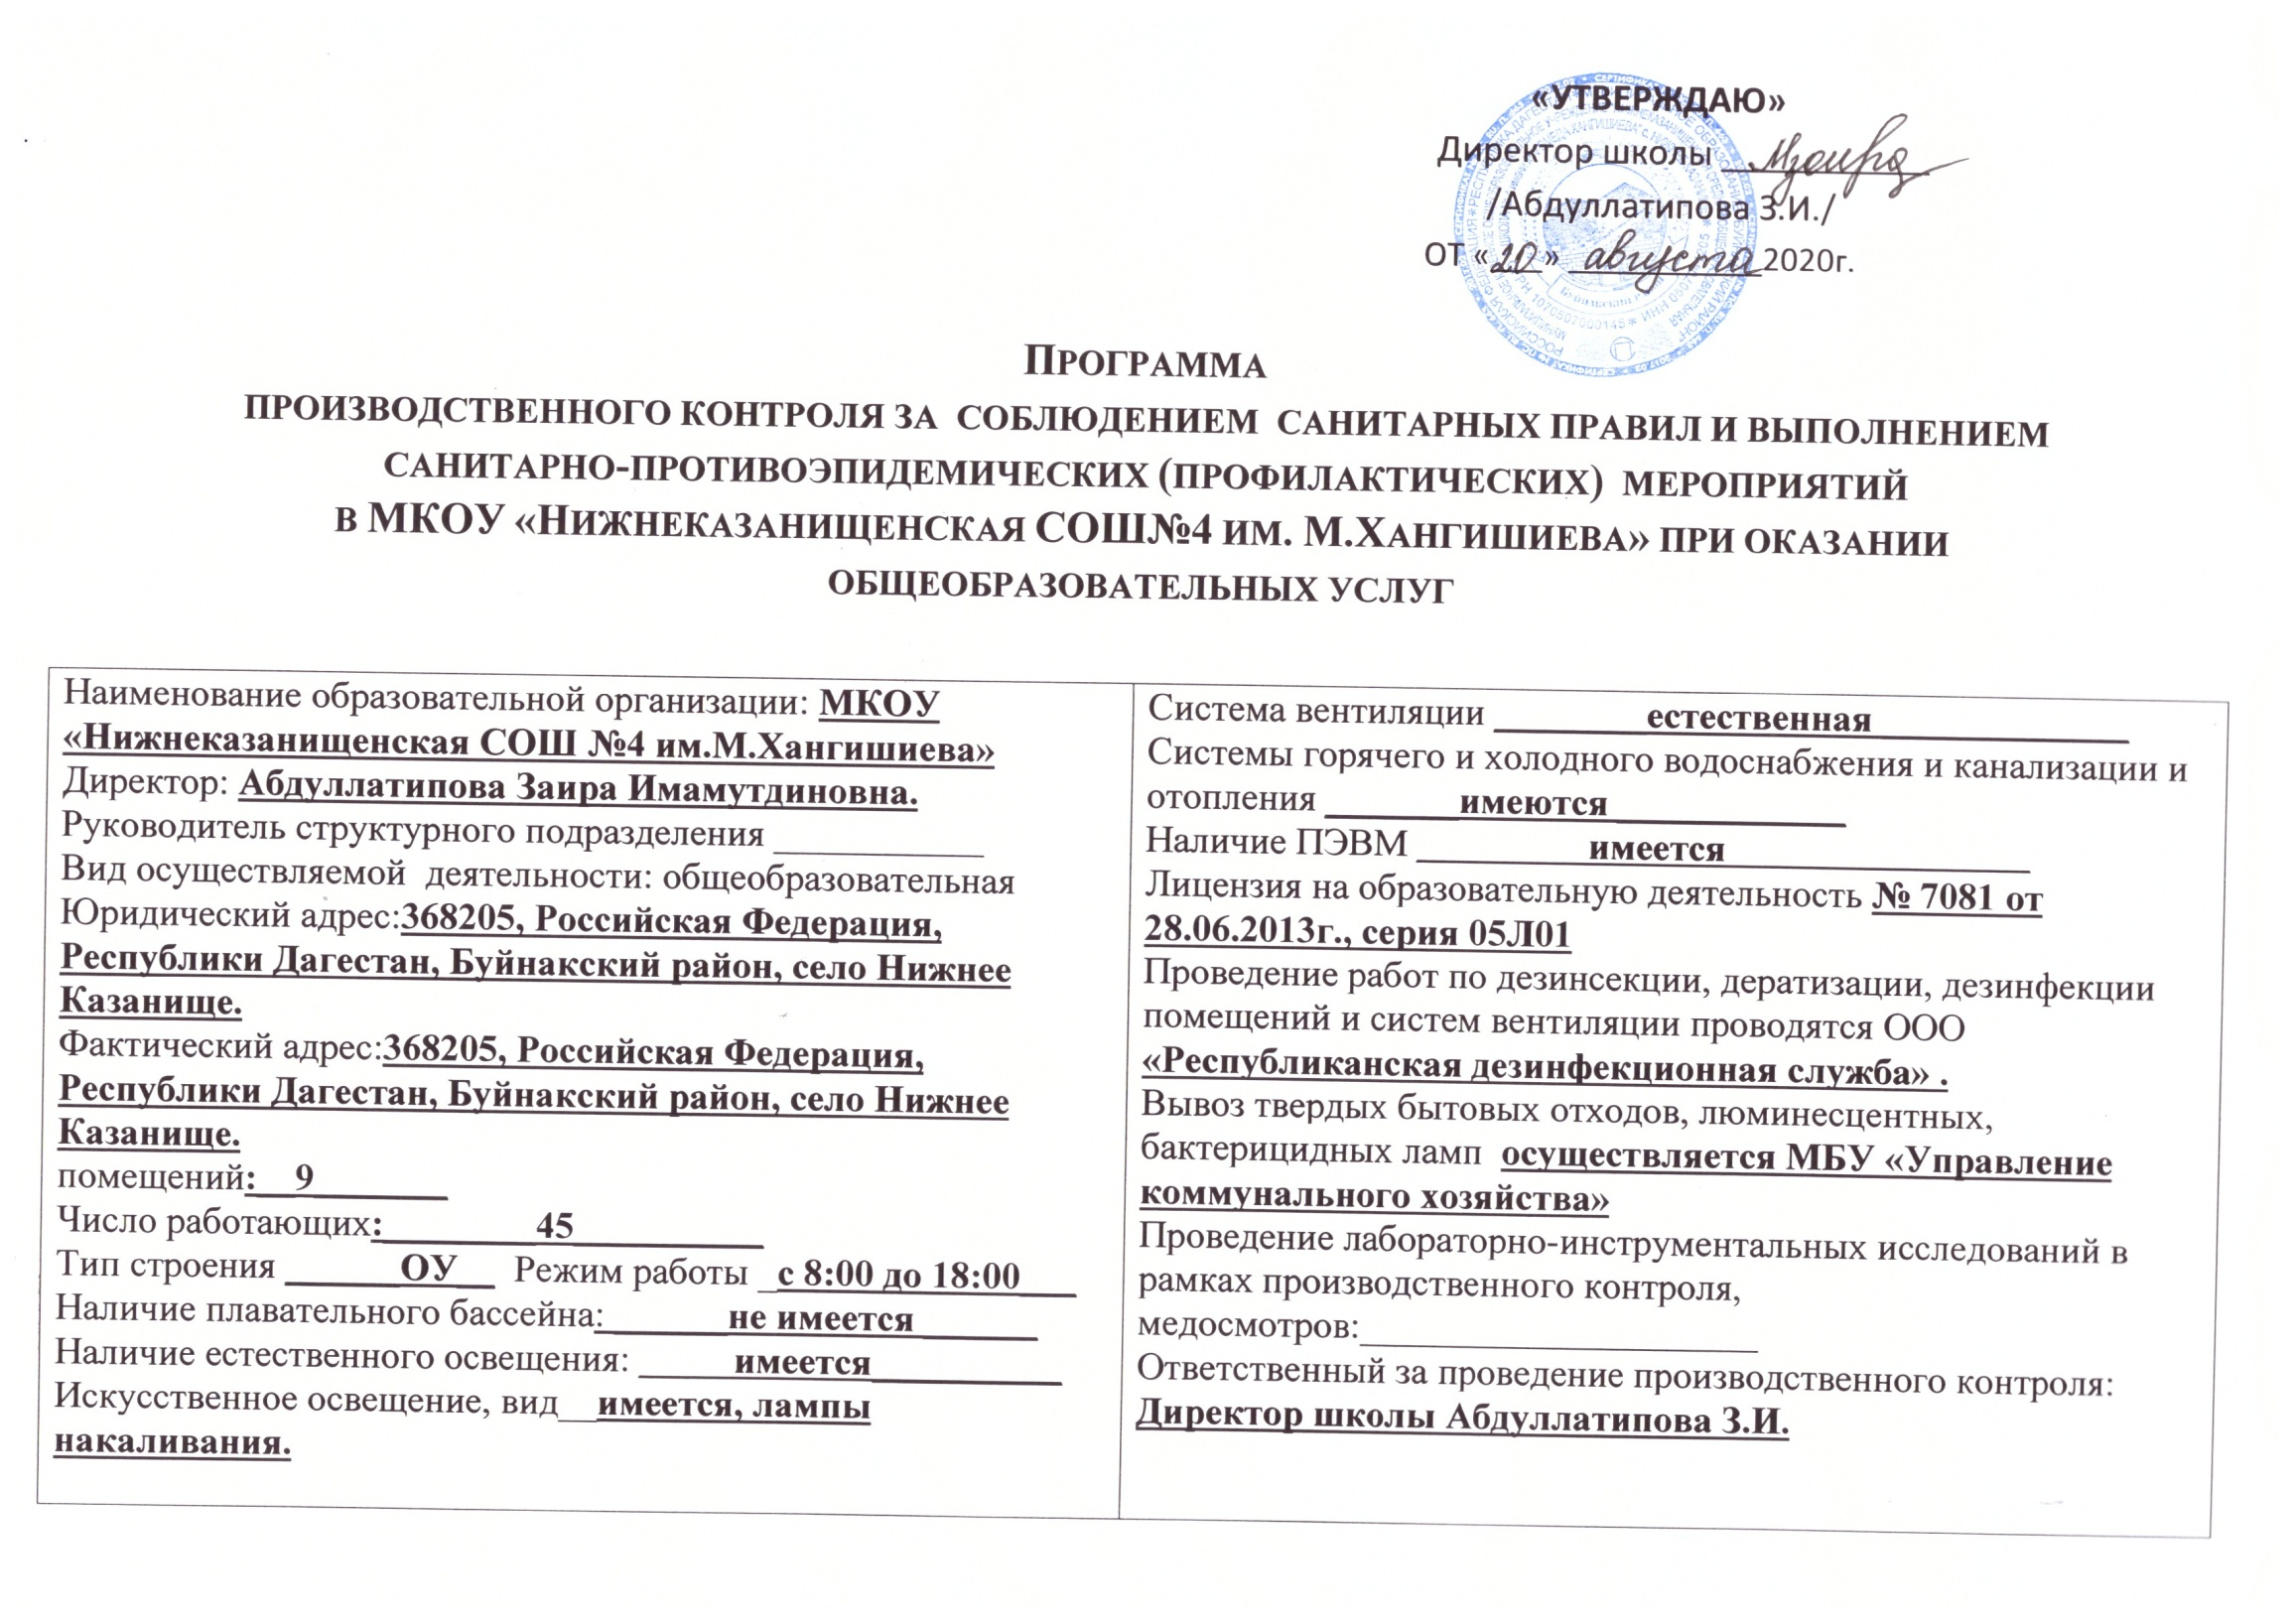 «УТВЕРЖДАЮ»
Директор школы
/Абдуллатипова З.И./
ОТ «20» августа 2020г.
ПРОГРАММА
ПРОИЗВОДСТВЕННОГО КОНТРОЛЯ ЗА СОБЛЮДЕНИЕМ САНИТАРНЫХ ПРАВИЛ И ВЫПОЛНЕНИЕМ
САНИТАРНО-ПРОТИВОЭПИДЕМИЧЕСКИХ (ПРОФИЛАКТИЧЕСКИХ) МЕРОПРИЯТИЙ
В МКОУ «НИЖНЕКАЗАНИЩЕНСКАЯ СОШ№4 ИМ. М.ХАНГИШИЕВА» ПРИ ОКАЗАНИИ
ОБЩЕОБРАЗОВАТЕЛЬНЫХ УСЛУГ
Наименование образовательной организации: МКОУ
«Нижнеказанищенская СОШ №4 им.М.Хангишиева»
Директор: Абдуллатипова Заира Имамутдиновна.
Руководитель структурного подразделения ___________
Вид осуществляемой деятельности: общеобразовательная
Юридический адрес:368205, Российская Федерация,
Республики Дагестан, Буйнакский район, село Нижнее
Казанище.
Фактический адрес:368205, Российская Федерация,
Республики Дагестан, Буйнакский район, село Нижнее
Казанище.
помещений: 9
Число работающих: 45
Тип строения ОУ Режим работы с 8:00 до 18:00
Наличие плавательного бассейна: не имеется
Наличие естественного освещения: имеется
Искусственное освещение, вид__имеется, лампы
накаливания.
Система вентиляции естественная
Системы горячего и холодного водоснабжения и канализации и
отопления имеются
Наличие ПЭВМ имеется
Лицензия на образовательную деятельность № 7081 от
28.06.2013г., серия 05Л01
Проведение работ по дезинсекции, дератизации, дезинфекции
помещений и систем вентиляции проводятся ООО
«Республиканская дезинфекционная служба» .
Вывоз твердых бытовых отходов, люминесцентных,
бактерицидных ламп осуществляется МБУ «Управление
коммунального хозяйства»
Проведение лабораторно-инструментальных исследований в
рамках производственного контроля,
медосмотров:_____________________
Ответственный за проведение производственного контроля:
Директор школы Абдуллатипова З.И.